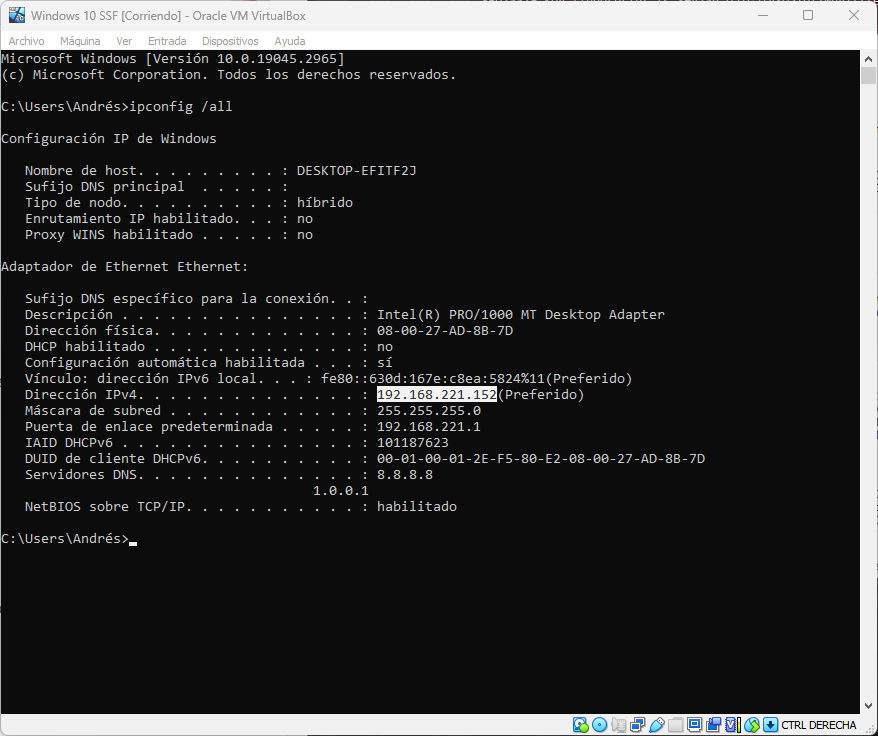 Windows 10 SSF [Corriendo] - Oracle VM VirtualBox
Archivo Máquina Ver Entrada Dispositivos Ayuda
Microsoft Windows [Versión 10.0.19045.2965]
(c) Microsoft Corporation. Todos los derechos reservados.
C:\Users\Andrés>ipconfig /all
Configuración IP de Windows
Nombre de host. . . . . . . . . : DESKTOP-EFITF2J
Sufijo DNS principal  . . . . . :
Tipo de nodo. . . . . . . . . . : híbrido
Enrutamiento IP habilitado. . . : no
Proxy WINS habilitado . . . . . : no
Adaptador de Ethernet Ethernet:
Sufijo DNS específico para la conexión. . :
Descripción . . . . . . . . . . . . . . . : Intel(R) PRO/1000 MT Desktop Adapter
Dirección física. . . . . . . . . . . . . : 08-00-27-AD-8B-7D
DHCP habilitado . . . . . . . . . . . . . : no
Configuración automática habilitada . . . : sí
Vínculo: dirección IPv6 local. . . : fe80::630d:167e:c8ea:5824%11(Preferido)
Dirección IPv4. . . . . . . . . . . . . . : 192.168.221.152(Preferido)
Máscara de subred . . . . . . . . . . . . : 255.255.255.0
Puerta de enlace predeterminada . . . . . : 192.168.221.1
IAID DHCPv6 . . . . . . . . . . . . . . . : 101187623
DUID de cliente DHCPv6. . . . . . . . . . : 00-01-00-01-2E-F5-80-E2-08-00-27-AD-8B-7D
Servidores DNS. . . . . . . . . . . . . . : 8.8.8.8
1.0.0.1
NetBIOS sobre TCP/IP. . . . . . . . . . . : habilitado
C:\Users\Andrés>
CTRL DERECHA